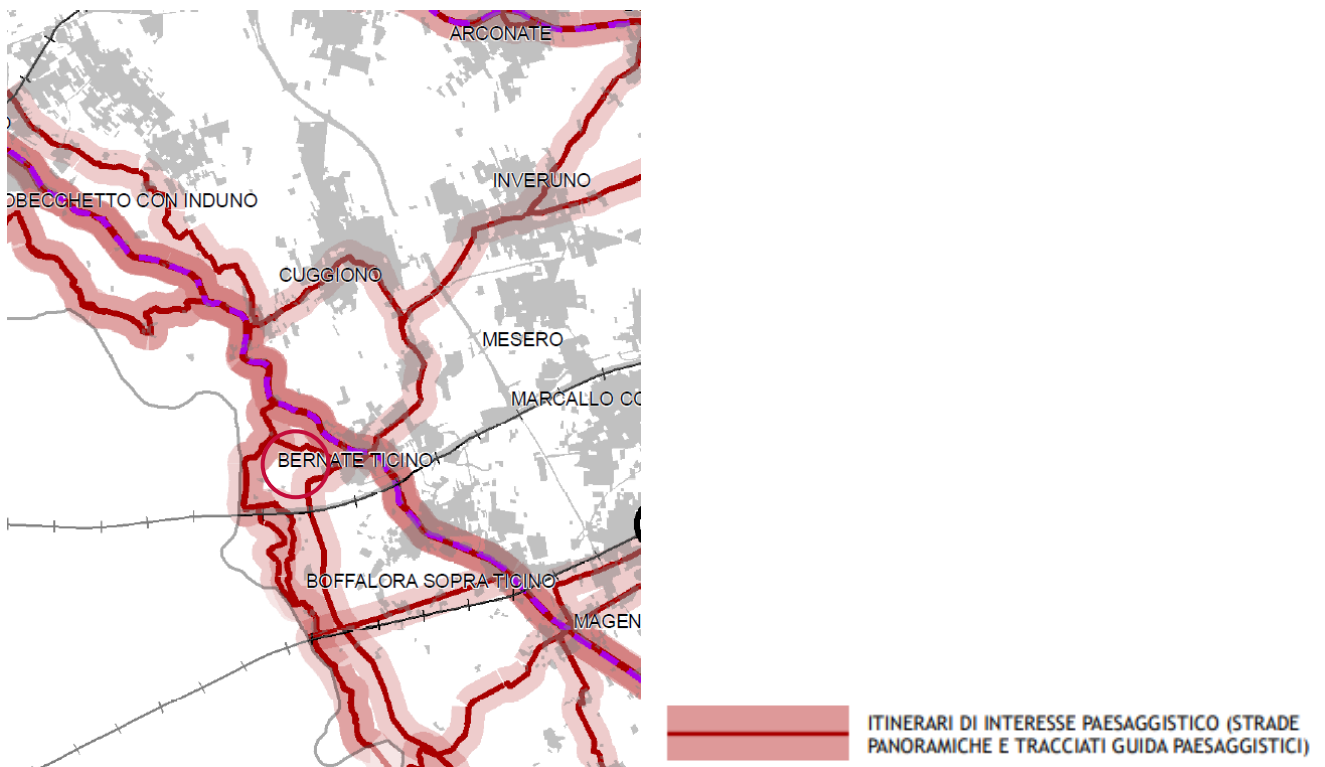 ARCONATE
INVERUNO
OBECCHETTO CON INDUNO
CUGGIONO
MESERO
MARCALLO CO
BERNATE TICINO
BOFFALORA SOPRA TICINO
MAGEN
ITINERARI DI INTERESSE PAESAGGISTICO (STRADE
PANORAMICHE E TRACCIATI GUIDA PAESAGGISTICI)